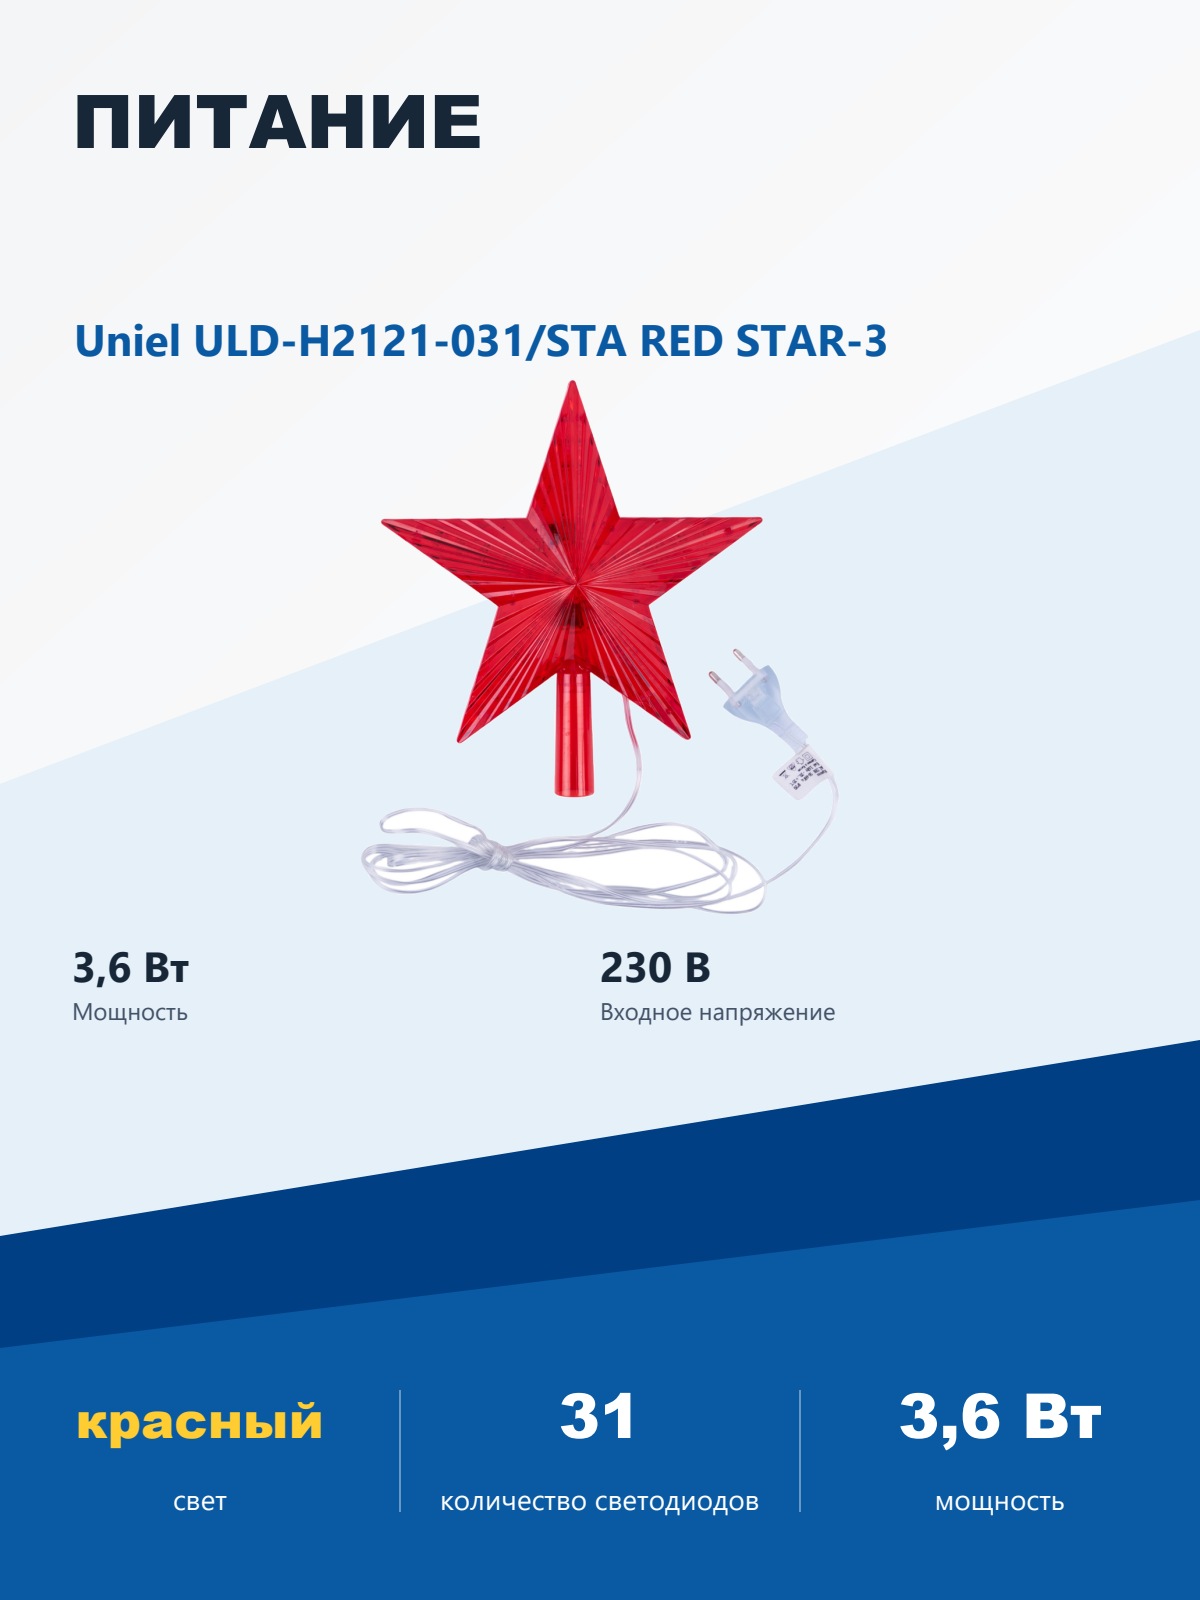 ПИТАНИЕ
Uniel ULD-H2121-031/STA RED STAR-3
3,6 Вт
Мощность
230 В
Входное напряжение
красный
свет
31
количество светодиодов
3,6 Вт
мощность